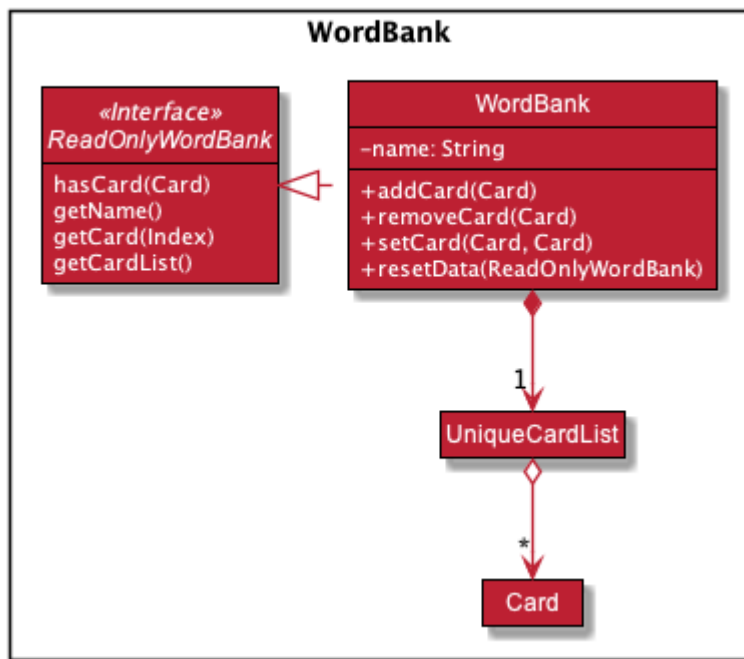 WordBank
«Interface»
ReadOnlyWordBank
hasCard(Card)
getName()
getCard(Index)
getCardList()
WordBank
-name: String
+addCard(Card)
+removeCard(Card)
+setCard(Card, Card)
+resetData(ReadOnlyWordBank)
1
UniqueCardList
*
Card